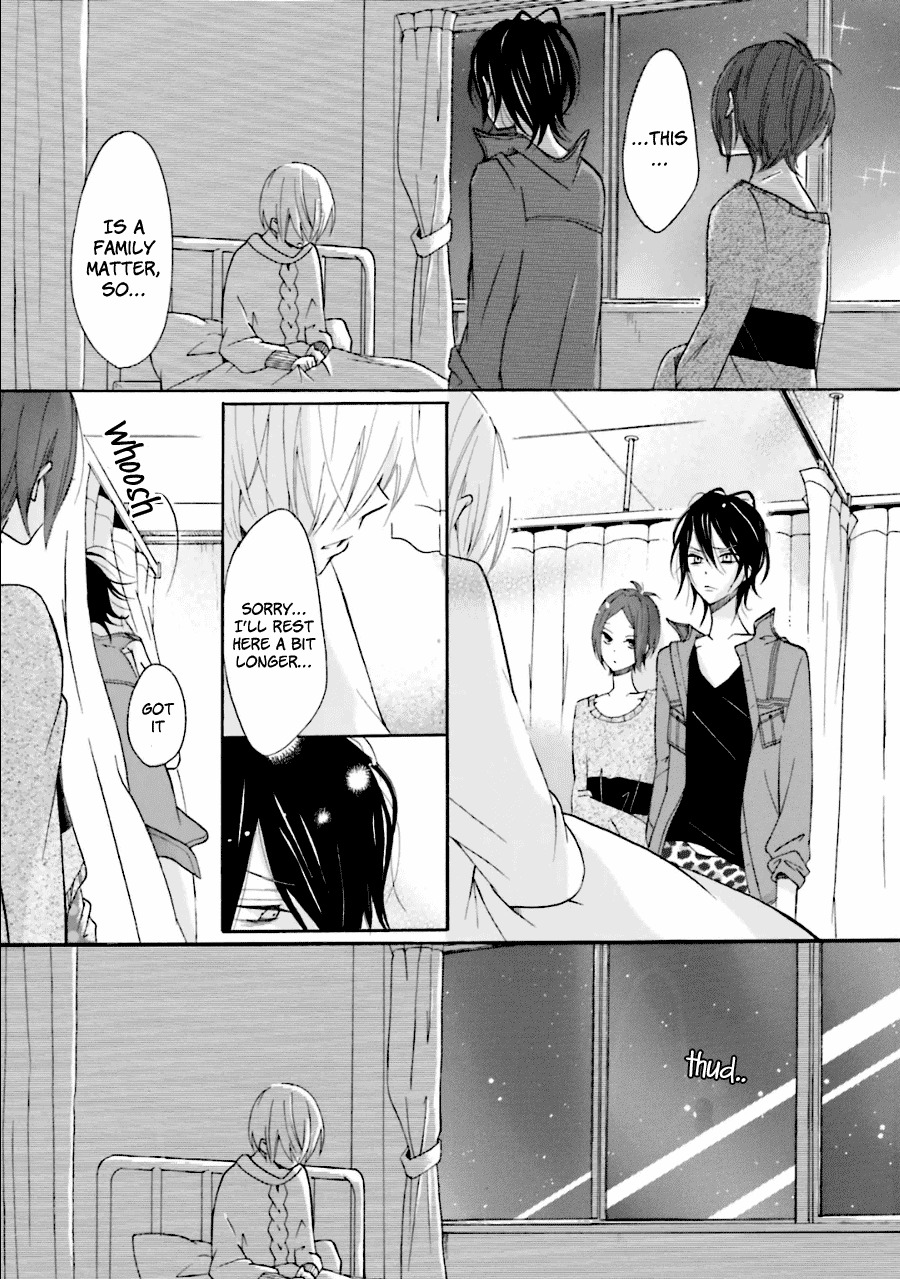 ...THIS
...
IS A
FAMILY
MATTER,
SO...
SORRY...
I'LL REST
HERE A BIT
LONGER...
whoosh
GOT
IT
thud..